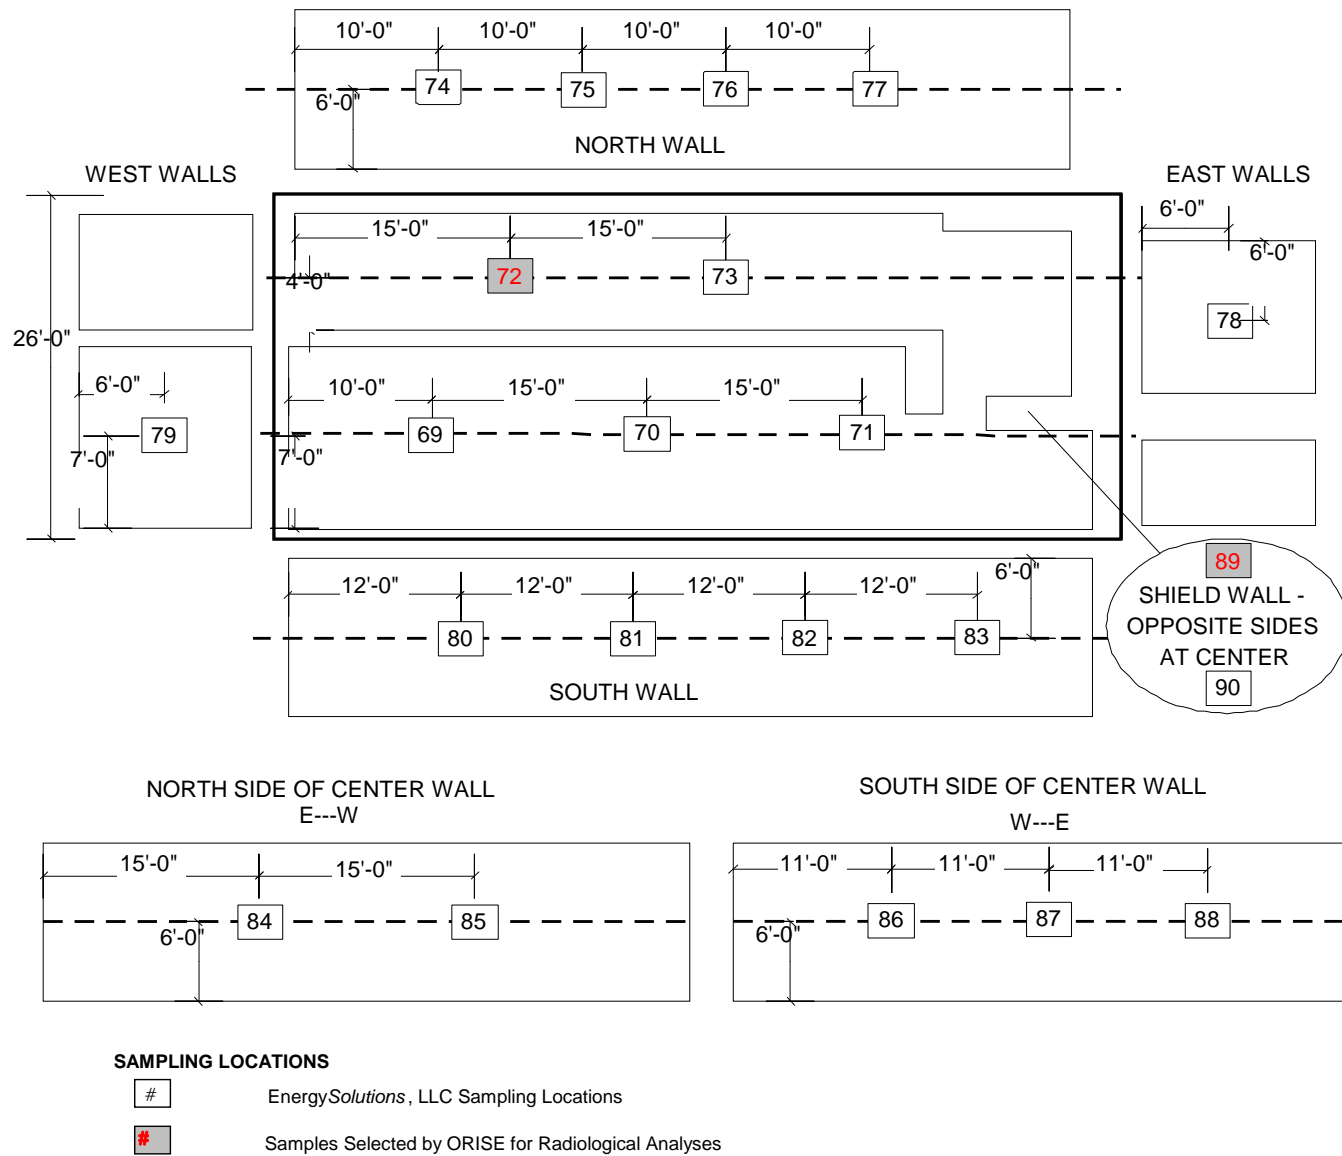 10'-0" 10'-0" 10'-0" 10'-0"
74 75 76 77
6'-0"
NORTH WALL
WEST WALLS
EAST WALLS
6'-0"
15'-0" 15'-0"
6'-0"
72 73
4'-0"
78
26'-0"
6'-0"
10'-0" 15'-0" 15'-0"
79
69 70 71
7'-0"
7'-0"
89
SHIELD WALL -
OPPOSITE SIDES
AT CENTER
90
6'-0"
12'-0" 12'-0" 12'-0" 12'-0"
80 81 82 83
SOUTH WALL
NORTH SIDE OF CENTER WALL
E---W
15'-0" 15'-0"
84 85
6'-0"
SOUTH SIDE OF CENTER WALL
W---E
11'-0" 11'-0" 11'-0"
86 87 88
6'-0"
SAMPLING LOCATIONS
# EnergySolutions, LLC Sampling Locations
# Samples Selected by ORISE for Radiological Analyses